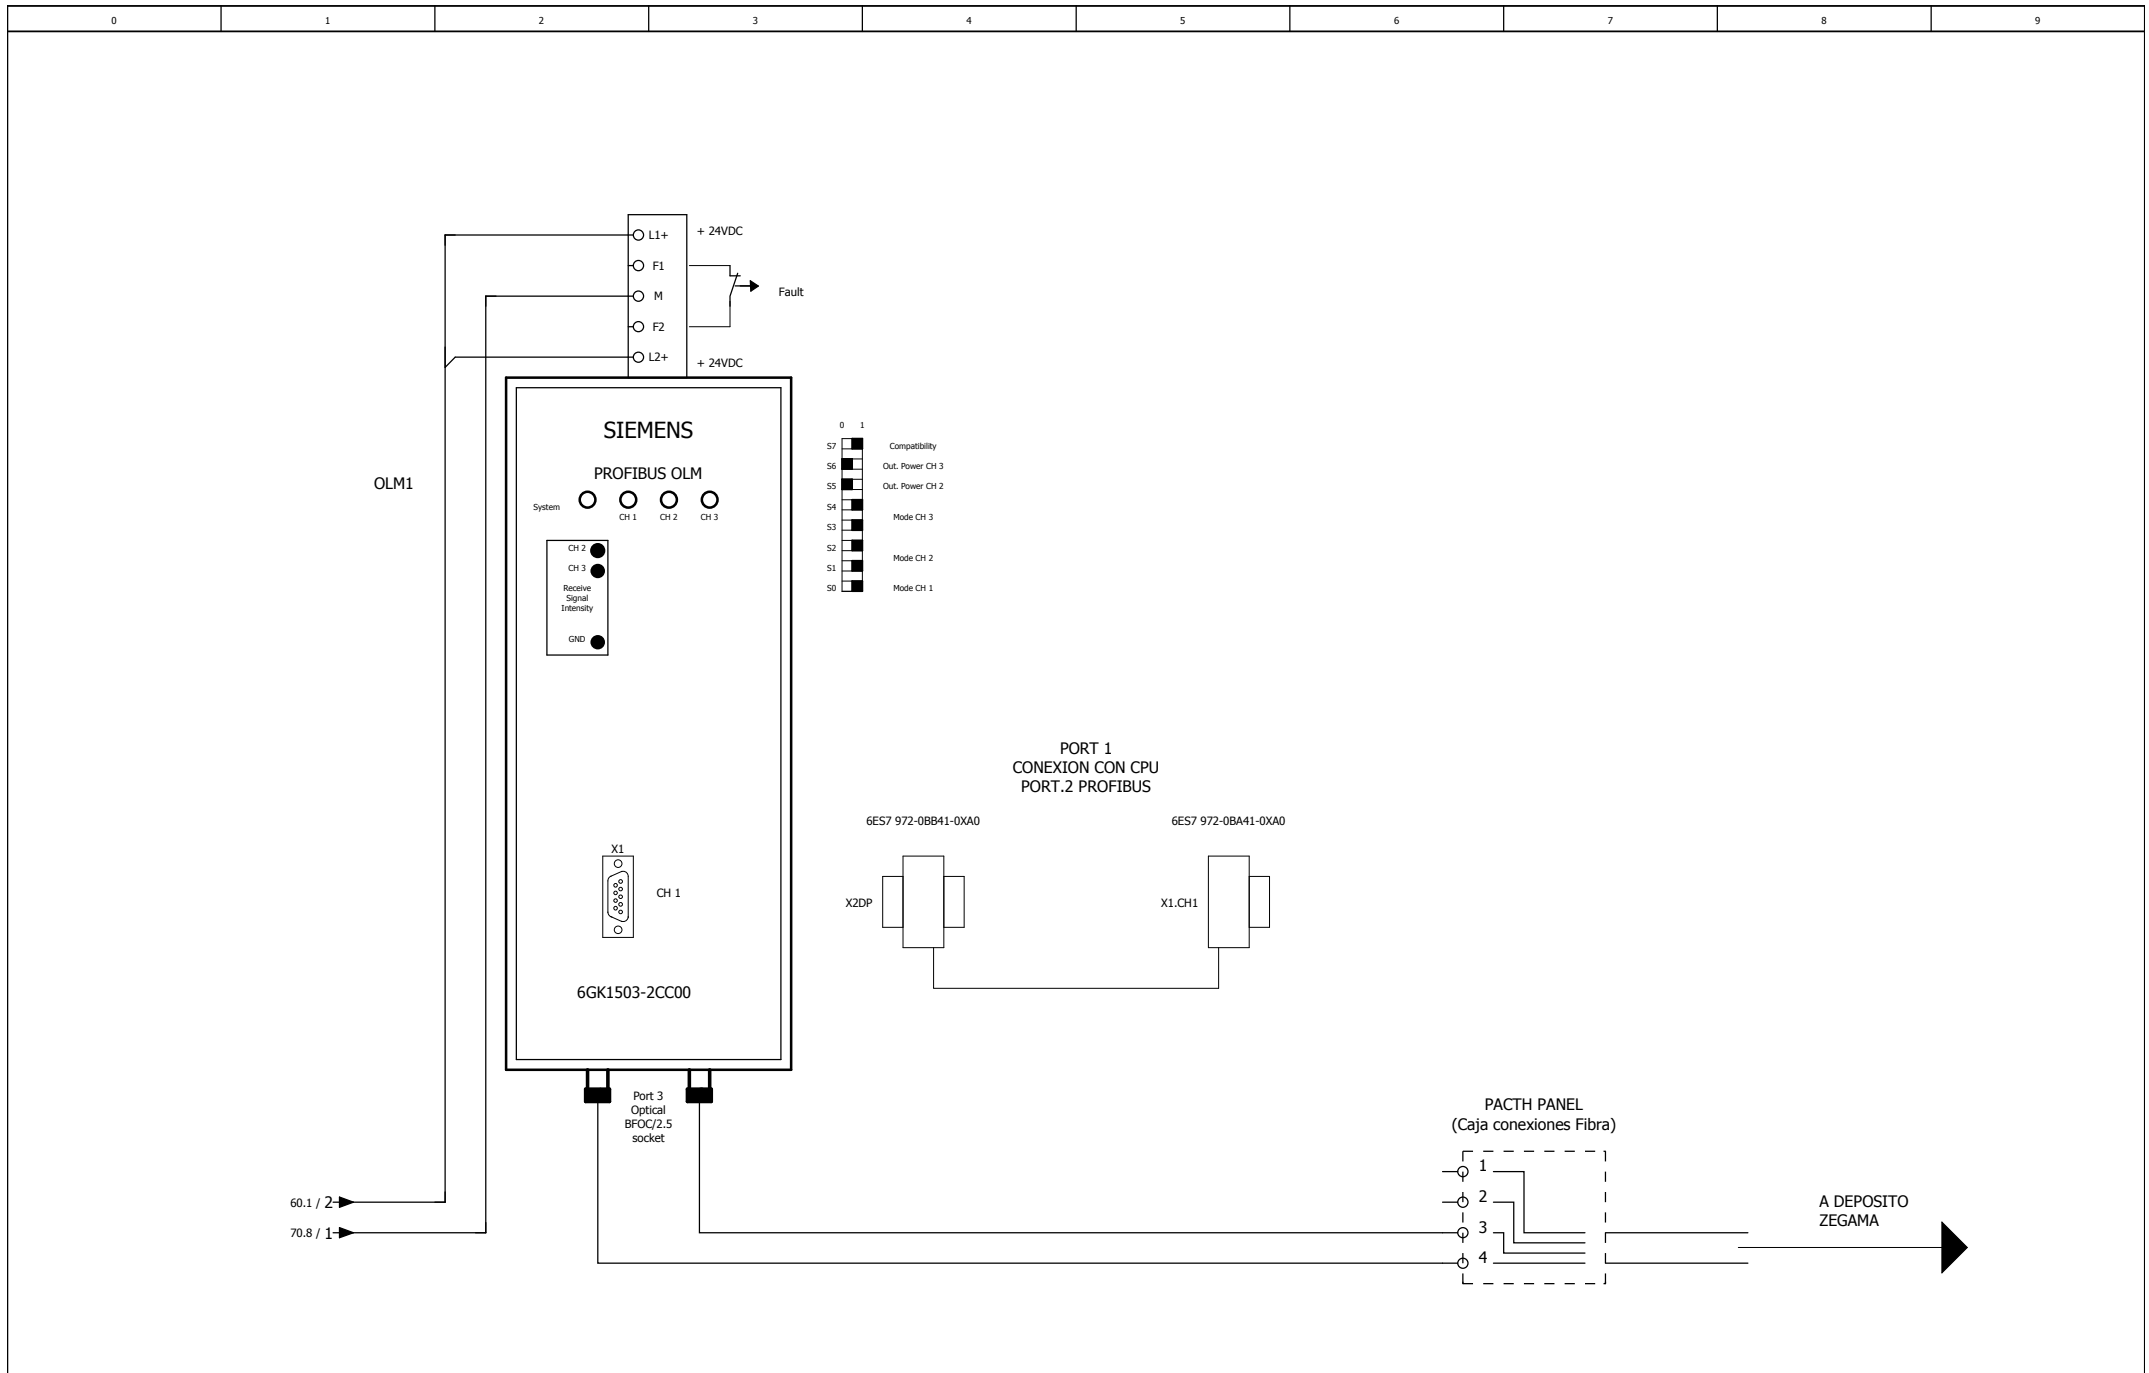 0 1 2 3 4 5 6 7 8 9
L1+ + 24VDC
F1
M Fault
F2
L2+ + 24VDC
OLM1
SIEMENS
PROFIBUS OLM
System
CH 1 CH 2 CH 3
CH 2
CH 3
Receive
Signal
Intensity
GND
0 1
S7 Compatibility
S6 Out. Power CH 3
S5 Out. Power CH 2
S4
Mode CH 3
S3
S2
Mode CH 2
S1
S0 Mode CH 1
PORT 1
CONEXION CON CPU
PORT.2 PROFIBUS
6ES7 972-0BB41-0XA0
6ES7 972-0BA41-0XA0
X2DP
X1.CH1
X1
CH 1
6GK1503-2CC00
Port 3
Optical
BFOC/2.5
socket
60.1 / 2
70.8 / 1
PACTH PANEL
(Caja conexiones Fibra)
1
2
3
4
A DEPOSITO
ZEGAMA